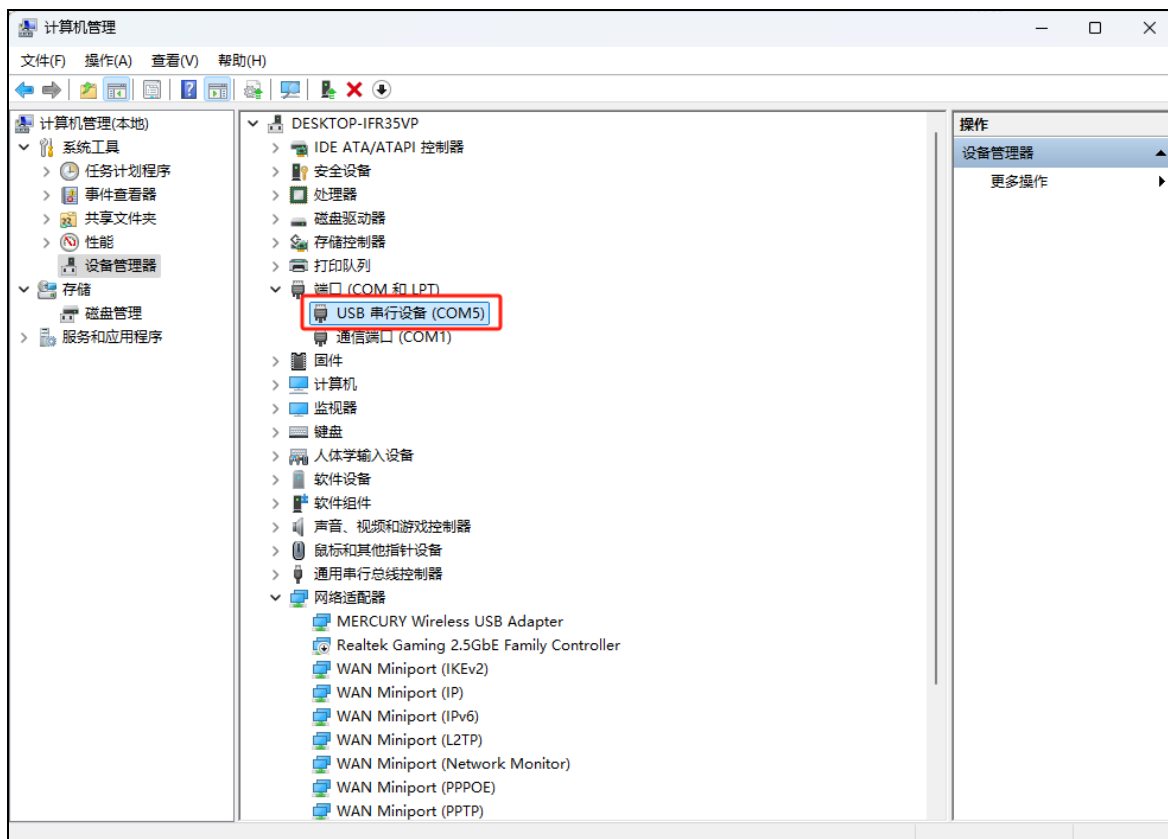 计算机管理
文件(F) 操作(A) 查看(V) 帮助(H)
计算机管理(本地)
系统工具
任务计划程序
事件查看器
共享文件夹
性能
设备管理器
存储
磁盘管理
服务和应用程序
DESKTOP-IFR35VP
IDE ATA/ATAPI 控制器
安全设备
处理器
磁盘驱动器
存储控制器
打印队列
端口 (COM 和 LPT)
USB 串行设备 (COM5)
通信端口 (COM1)
固件
计算机
监视器
键盘
人体学输入设备
软件设备
软件组件
声音、视频和游戏控制器
鼠标和其他指针设备
通用串行总线控制器
网络适配器
MERCURY Wireless USB Adapter
Realtek Gaming 2.5GbE Family Controller
WAN Miniport (IKEv2)
WAN Miniport (IP)
WAN Miniport (IPv6)
WAN Miniport (L2TP)
WAN Miniport (Network Monitor)
WAN Miniport (PPPOE)
WAN Miniport (PPTP)
操作
设备管理器
更多操作